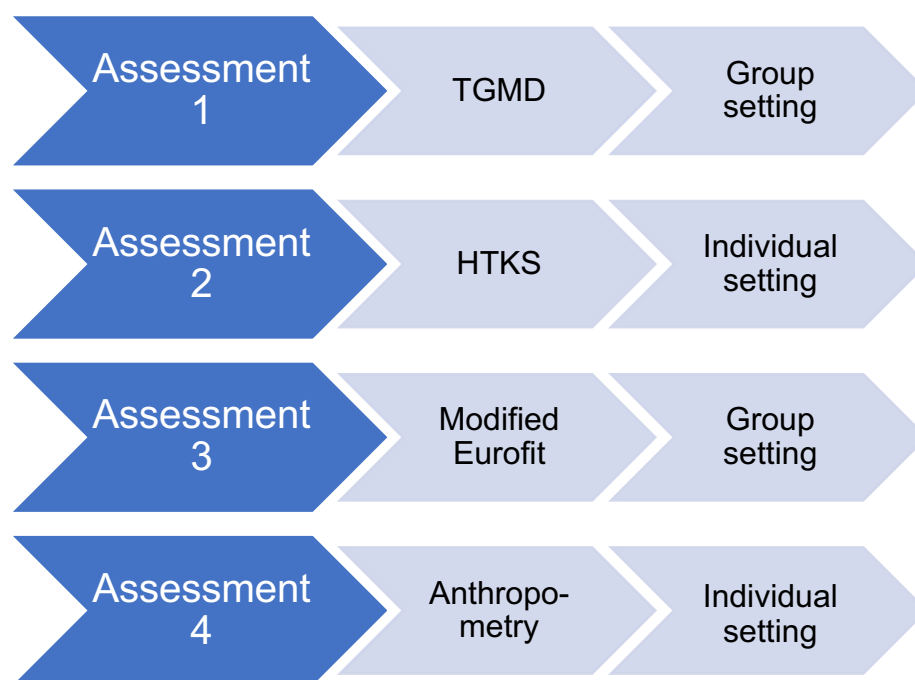 Assessment
1
TGMD
Group
setting
Assessment
2
HTKS
Individual
setting
Assessment
3
Modified
Eurofit
Group
setting
Assessment
4
Anthropo-
metry
Individual
setting